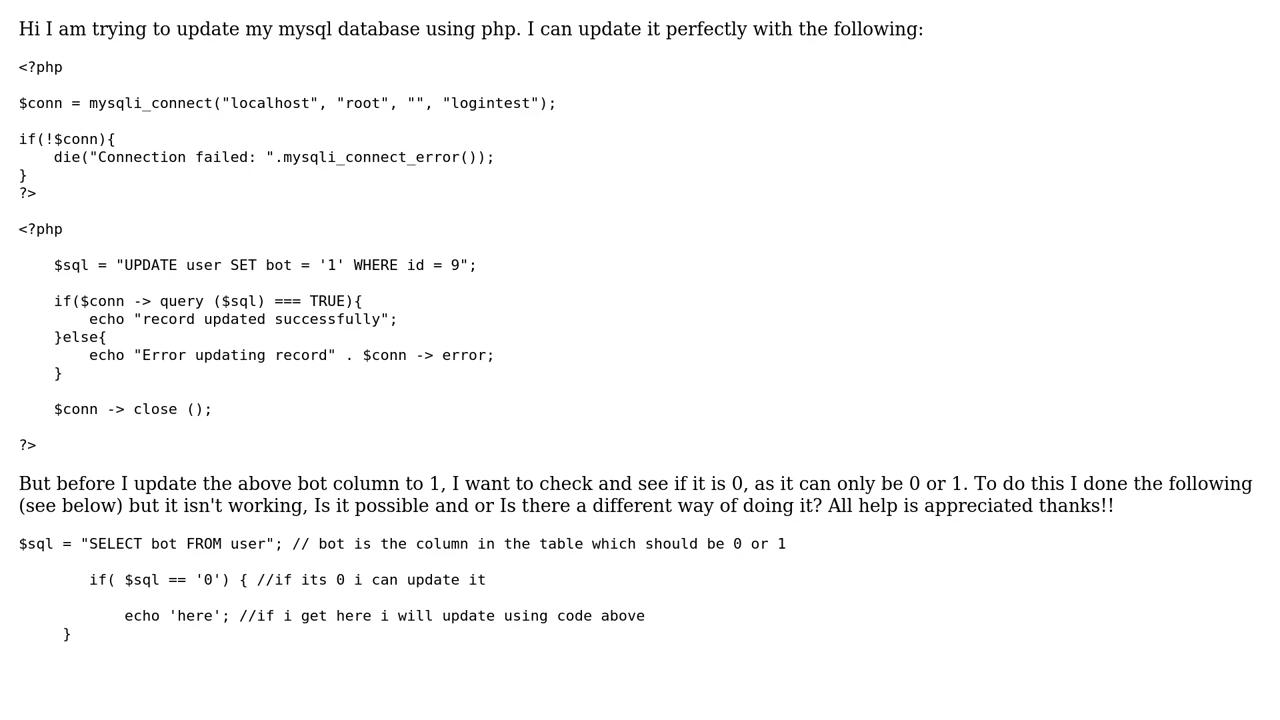 Hi I am trying to update my mysql database using php. I can update it perfectly with the following:
<?php
$conn = mysqli_connect("localhost", "root", "", "logintest");
if(!$conn){
    die("Connection failed: ".mysqli_connect_error());
}
?>
<?php
    $sql = "UPDATE user SET bot = '1' WHERE id = 9";
    if($conn -> query ($sql) === TRUE){
        echo "record updated successfully";
    }else{
        echo "Error updating record" . $conn -> error;
    }
    $conn -> close ();
?>
But before I update the above bot column to 1, I want to check and see if it is 0, as it can only be 0 or 1. To do this I done the following
(see below) but it isn't working, Is it possible and or Is there a different way of doing it? All help is appreciated thanks!!
$sql = "SELECT bot FROM user"; // bot is the column in the table which should be 0 or 1
        if( $sql == '0') { //if its 0 i can update it
            echo 'here'; //if i get here i will update using code above
     }